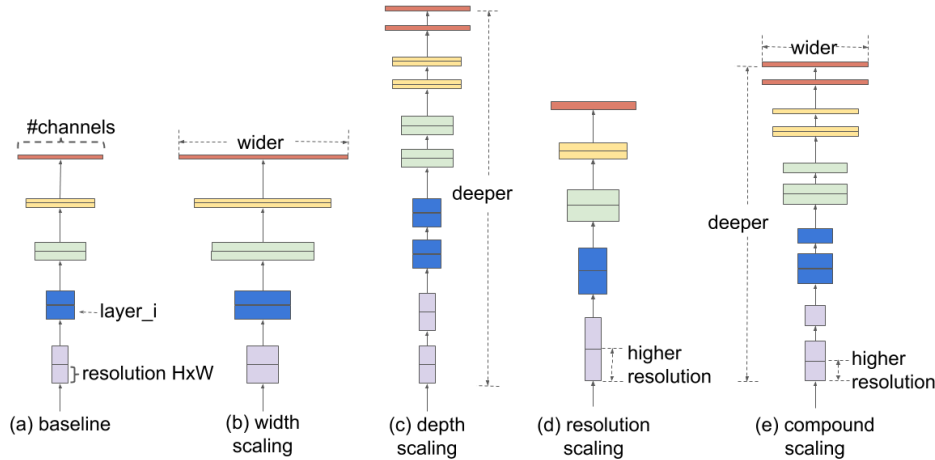 #channels
layer_i
resolution HxW
(a) baseline
wider
(b) width
scaling
deeper
(c) depth
scaling
higher
resolution
(d) resolution
scaling
wider
deeper
higher
resolution
(e) compound
scaling